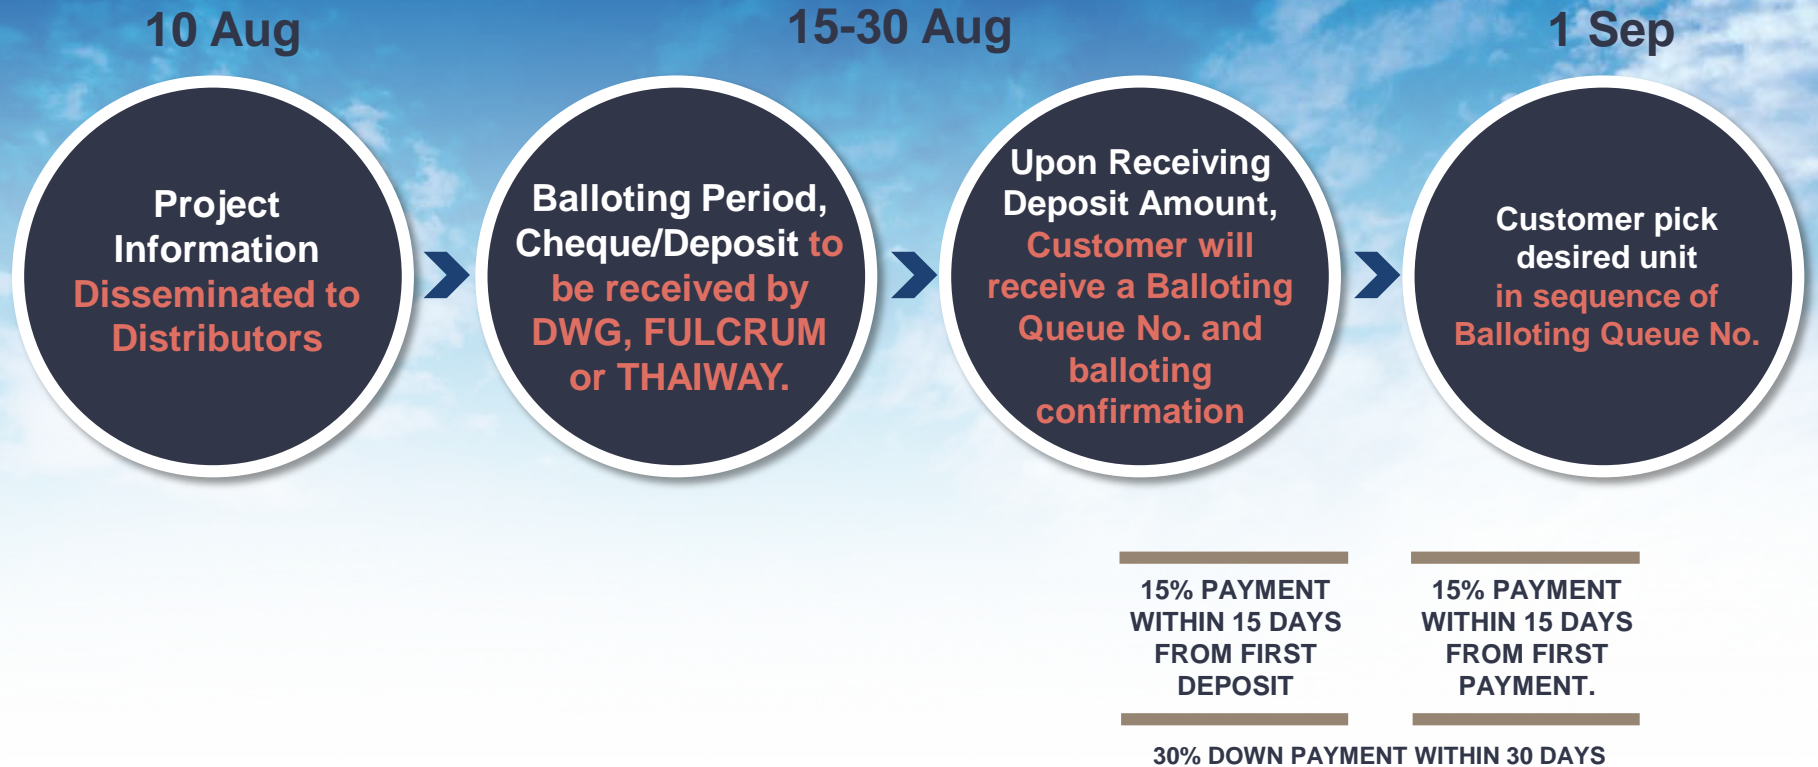 10 Aug
15-30 Aug
1 Sep
Project
Information
Disseminated to
Distributors
Balloting Period,
Cheque/Deposit to
be received by
DWG, FULCRUM
or THAIWAY.
Upon Receiving
Deposit Amount,
Customer will
receive a Balloting
Queue No. and
balloting
confirmation
Customer pick
desired unit
in sequence of
Balloting Queue No.
15% PAYMENT
WITHIN 15 DAYS
FROM FIRST
DEPOSIT
15% PAYMENT
WITHIN 15 DAYS
FROM FIRST
PAYMENT.
30% DOWN PAYMENT WITHIN 30 DAYS